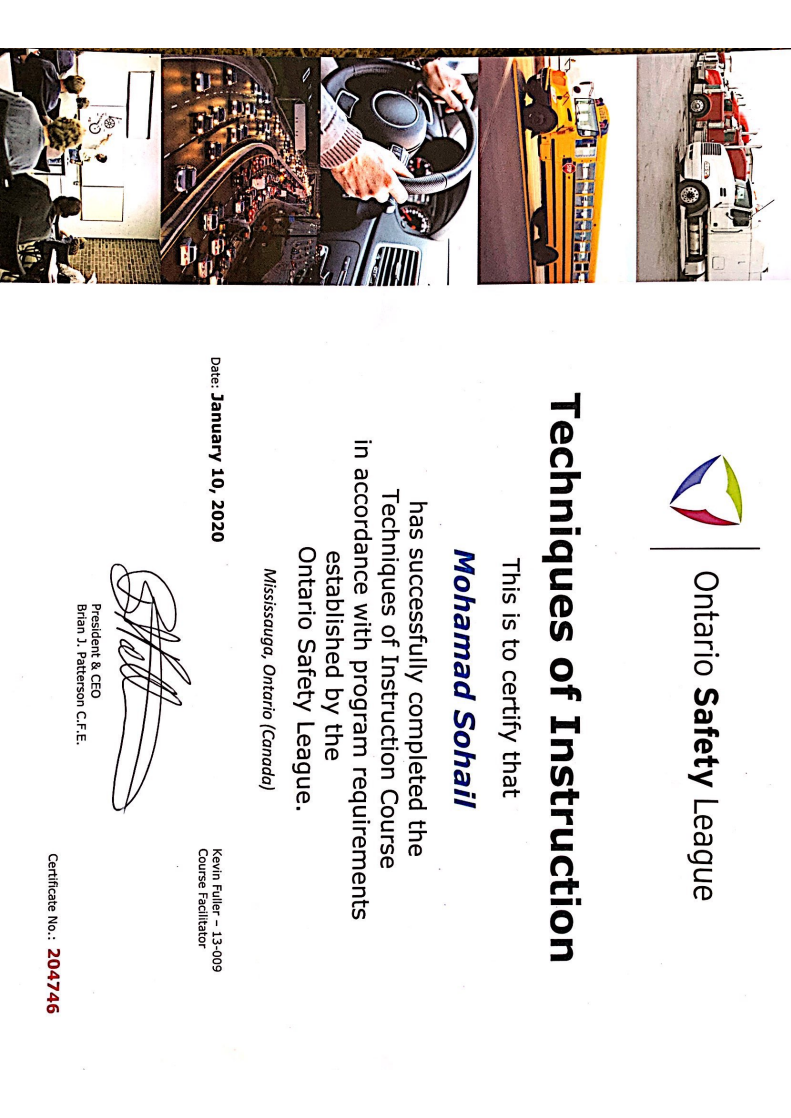 Ontario Safety League
Techniques of Instruction
This is to certify that
Mohamad Sohail
has successfully completed the
Techniques of Instruction Course
in accordance with program requirements
established by the
Ontario Safety League.
Mississauga, Ontario (Canada)
Date: January 10, 2020
Kevin Fuller – 13-009
Course Facilitator
President & CEO
Brian J. Patterson C.F.E.
Certificate No.: 204746